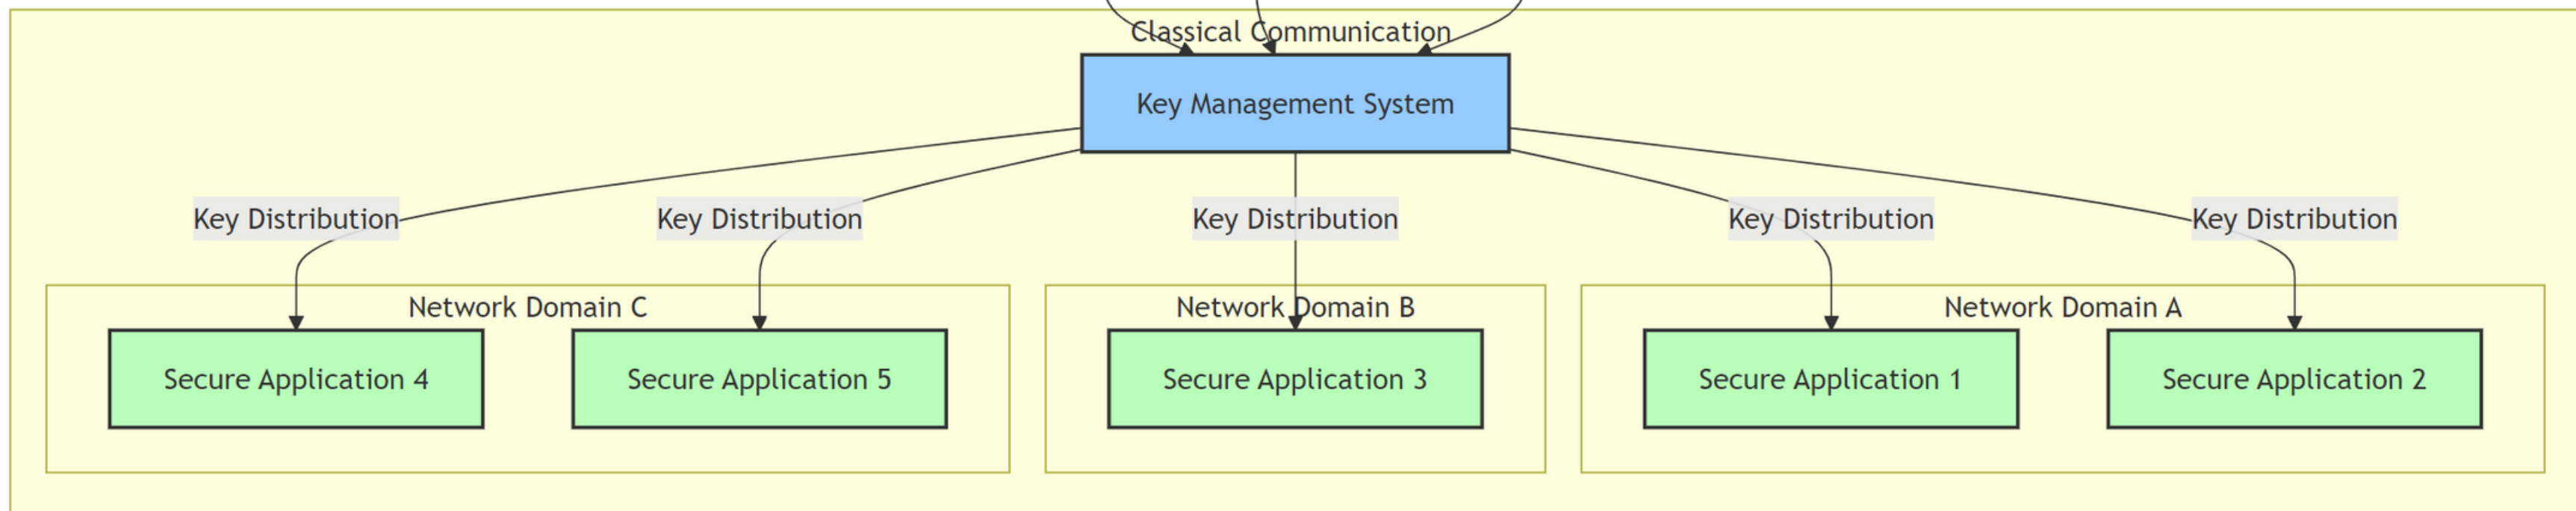 Classical Communication
Key Management System
Key Distribution
Key Distribution
Key Distribution
Key Distribution
Key Distribution
Network Domain C
Network Domain B
Network Domain A
Secure Application 4
Secure Application 5
Secure Application 3
Secure Application 1
Secure Application 2